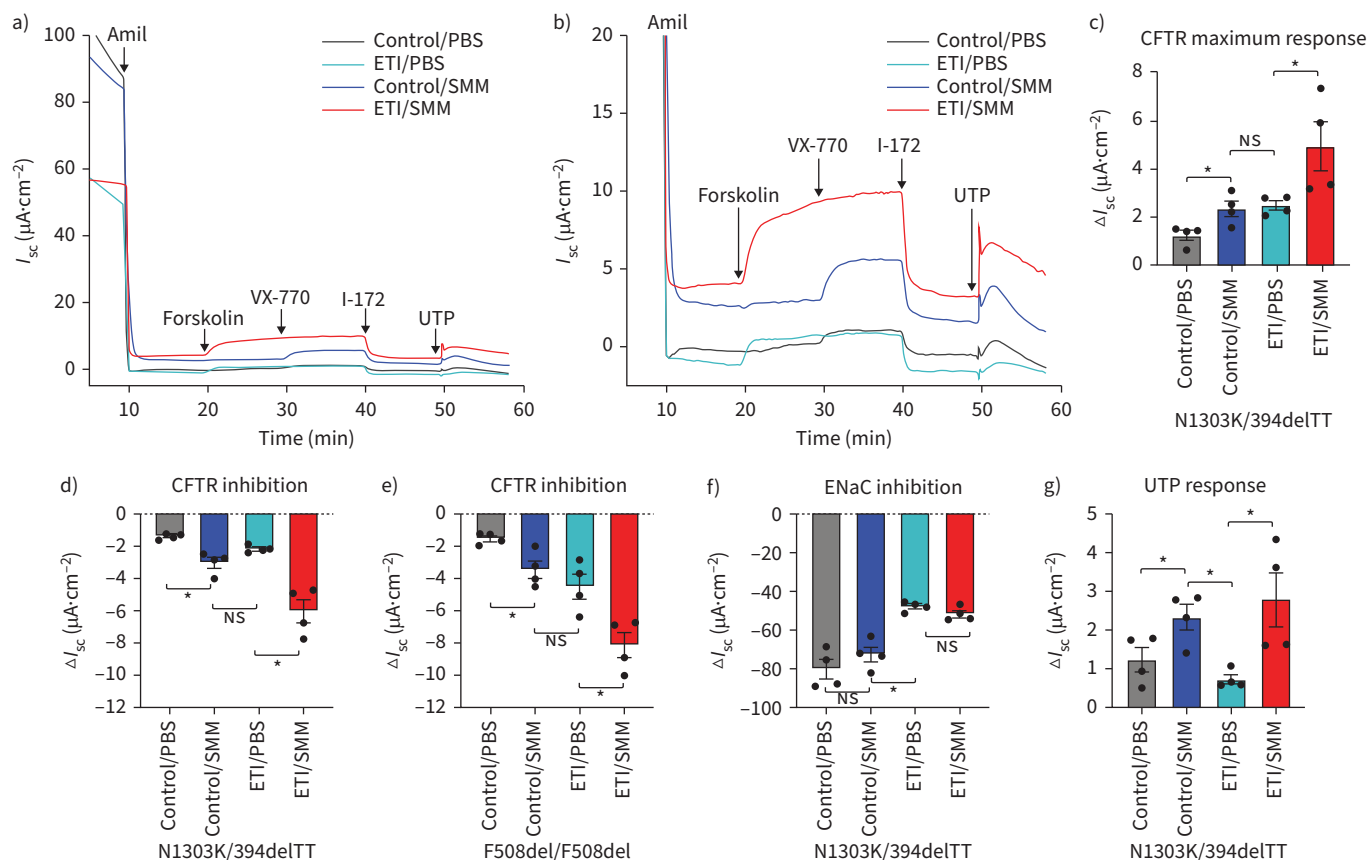 a)
100
80
60
40
20
0
I_sc (μA·cm⁻²)
Amil
Control/PBS
ETI/PBS
Control/SMM
ETI/SMM
Forskolin
VX-770
I-172
UTP
10 20 30 40 50 60
Time (min)
b)
Amil
20
15
10
5
0
I_sc (μA·cm⁻²)
Control/PBS
ETI/PBS
Control/SMM
ETI/SMM
Forskolin
VX-770
I-172
UTP
10 20 30 40 50 60
Time (min)
c)
CFTR maximum response
8
6
4
2
0
ΔI_sc (μA·cm⁻²)
*
NS
*
Control/PBS
Control/SMM
ETI/PBS
ETI/SMM
N1303K/394delTT
d)
CFTR inhibition
0
−2
−4
−6
−8
−10
−12
ΔI_sc (μA·cm⁻²)
*
NS
*
Control/PBS
Control/SMM
ETI/PBS
ETI/SMM
N1303K/394delTT
e)
CFTR inhibition
0
−2
−4
−6
−8
−10
−12
ΔI_sc (μA·cm⁻²)
*
NS
*
Control/PBS
Control/SMM
ETI/PBS
ETI/SMM
F508del/F508del
f)
ENaC inhibition
0
−20
−40
−60
−80
−100
ΔI_sc (μA·cm⁻²)
NS
*
NS
Control/PBS
Control/SMM
ETI/PBS
ETI/SMM
N1303K/394delTT
g)
UTP response
5
4
3
2
1
0
ΔI_sc (μA·cm⁻²)
*
*
*
Control/PBS
Control/SMM
ETI/PBS
ETI/SMM
N1303K/394delTT